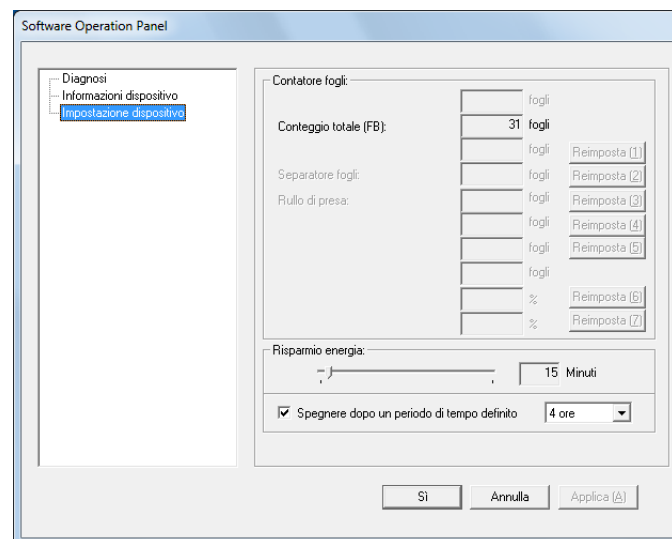 Software Operation Panel
Diagnosi
Informazioni dispositivo
Impostazione dispositivo
Contatore fogli:
fogli
Conteggio totale (FB): 31 fogli
fogli Reimposta (1)
Separatore fogli: fogli Reimposta (2)
Rullo di presa: fogli Reimposta (3)
fogli Reimposta (4)
fogli Reimposta (5)
fogli
% Reimposta (6)
% Reimposta (7)
Risparmio energia:
15 Minuti
Spegnere dopo un periodo di tempo definito 4 ore
Sì Annulla Applica (A)